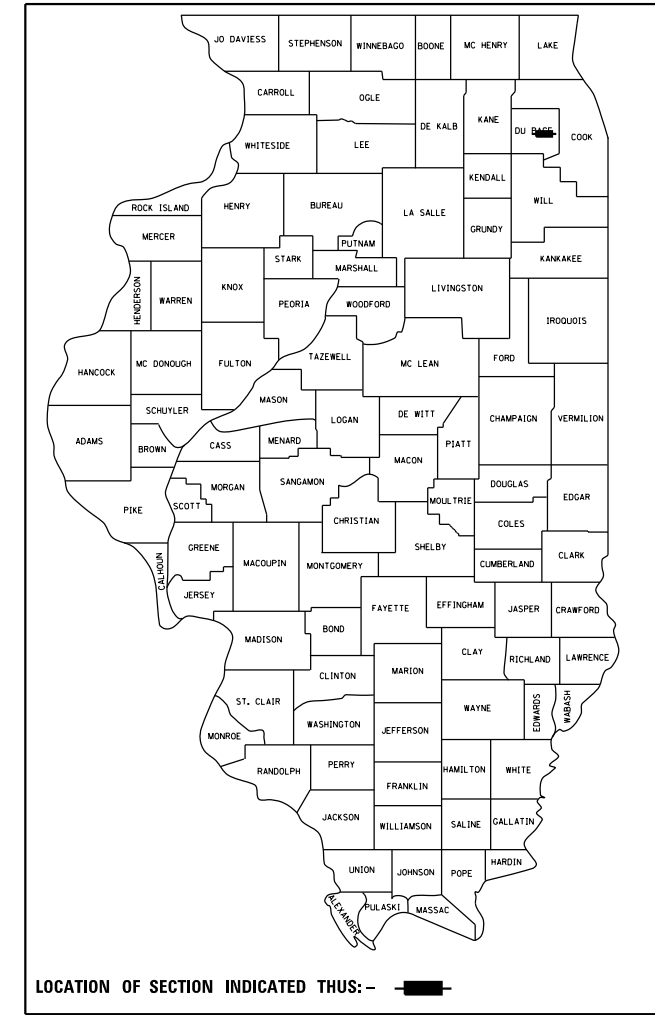 JO DAVIESS STEPHENSON WINNEBAGO BOONE MC HENRY LAKE
CARROLL OGLE DE KALB KANE DU PAGE COOK
WHITESIDE LEE
KENDALL WILL
ROCK ISLAND HENRY BUREAU LA SALLE
MERCER PUTNAM GRUNDY
STARK MARSHALL KANKAKEE
HENDERSON WARREN KNOX PEORIA WOODFORD LIVINGSTON IROQUOIS
HANCOCK MC DONOUGH FULTON TAZEWELL MC LEAN FORD
SCHUYLER MASON
ADAMS BROWN CASS MENARD LOGAN DE WITT PIATT CHAMPAIGN VERMILION
MACON
PIKE SCOTT MORGAN SANGAMON CHRISTIAN MOULTRIE DOUGLAS EDGAR
COLES
CALHOUN GREENE MACOUPIN MONTGOMERY SHELBY CUMBERLAND CLARK
JERSEY FAYETTE EFFINGHAM JASPER CRAWFORD
MADISON BOND
CLAY RICHLAND LAWRENCE
CLINTON MARION
ST. CLAIR WAYNE EDWARDS WABASH
MONROE WASHINGTON JEFFERSON
RANDOLPH PERRY HAMILTON WHITE
FRANKLIN
JACKSON WILLIAMSON SALINE GALLATIN
UNION JOHNSON POPE HARDIN
ALEXANDER PULASKI MASSAC
LOCATION OF SECTION INDICATED THUS: –